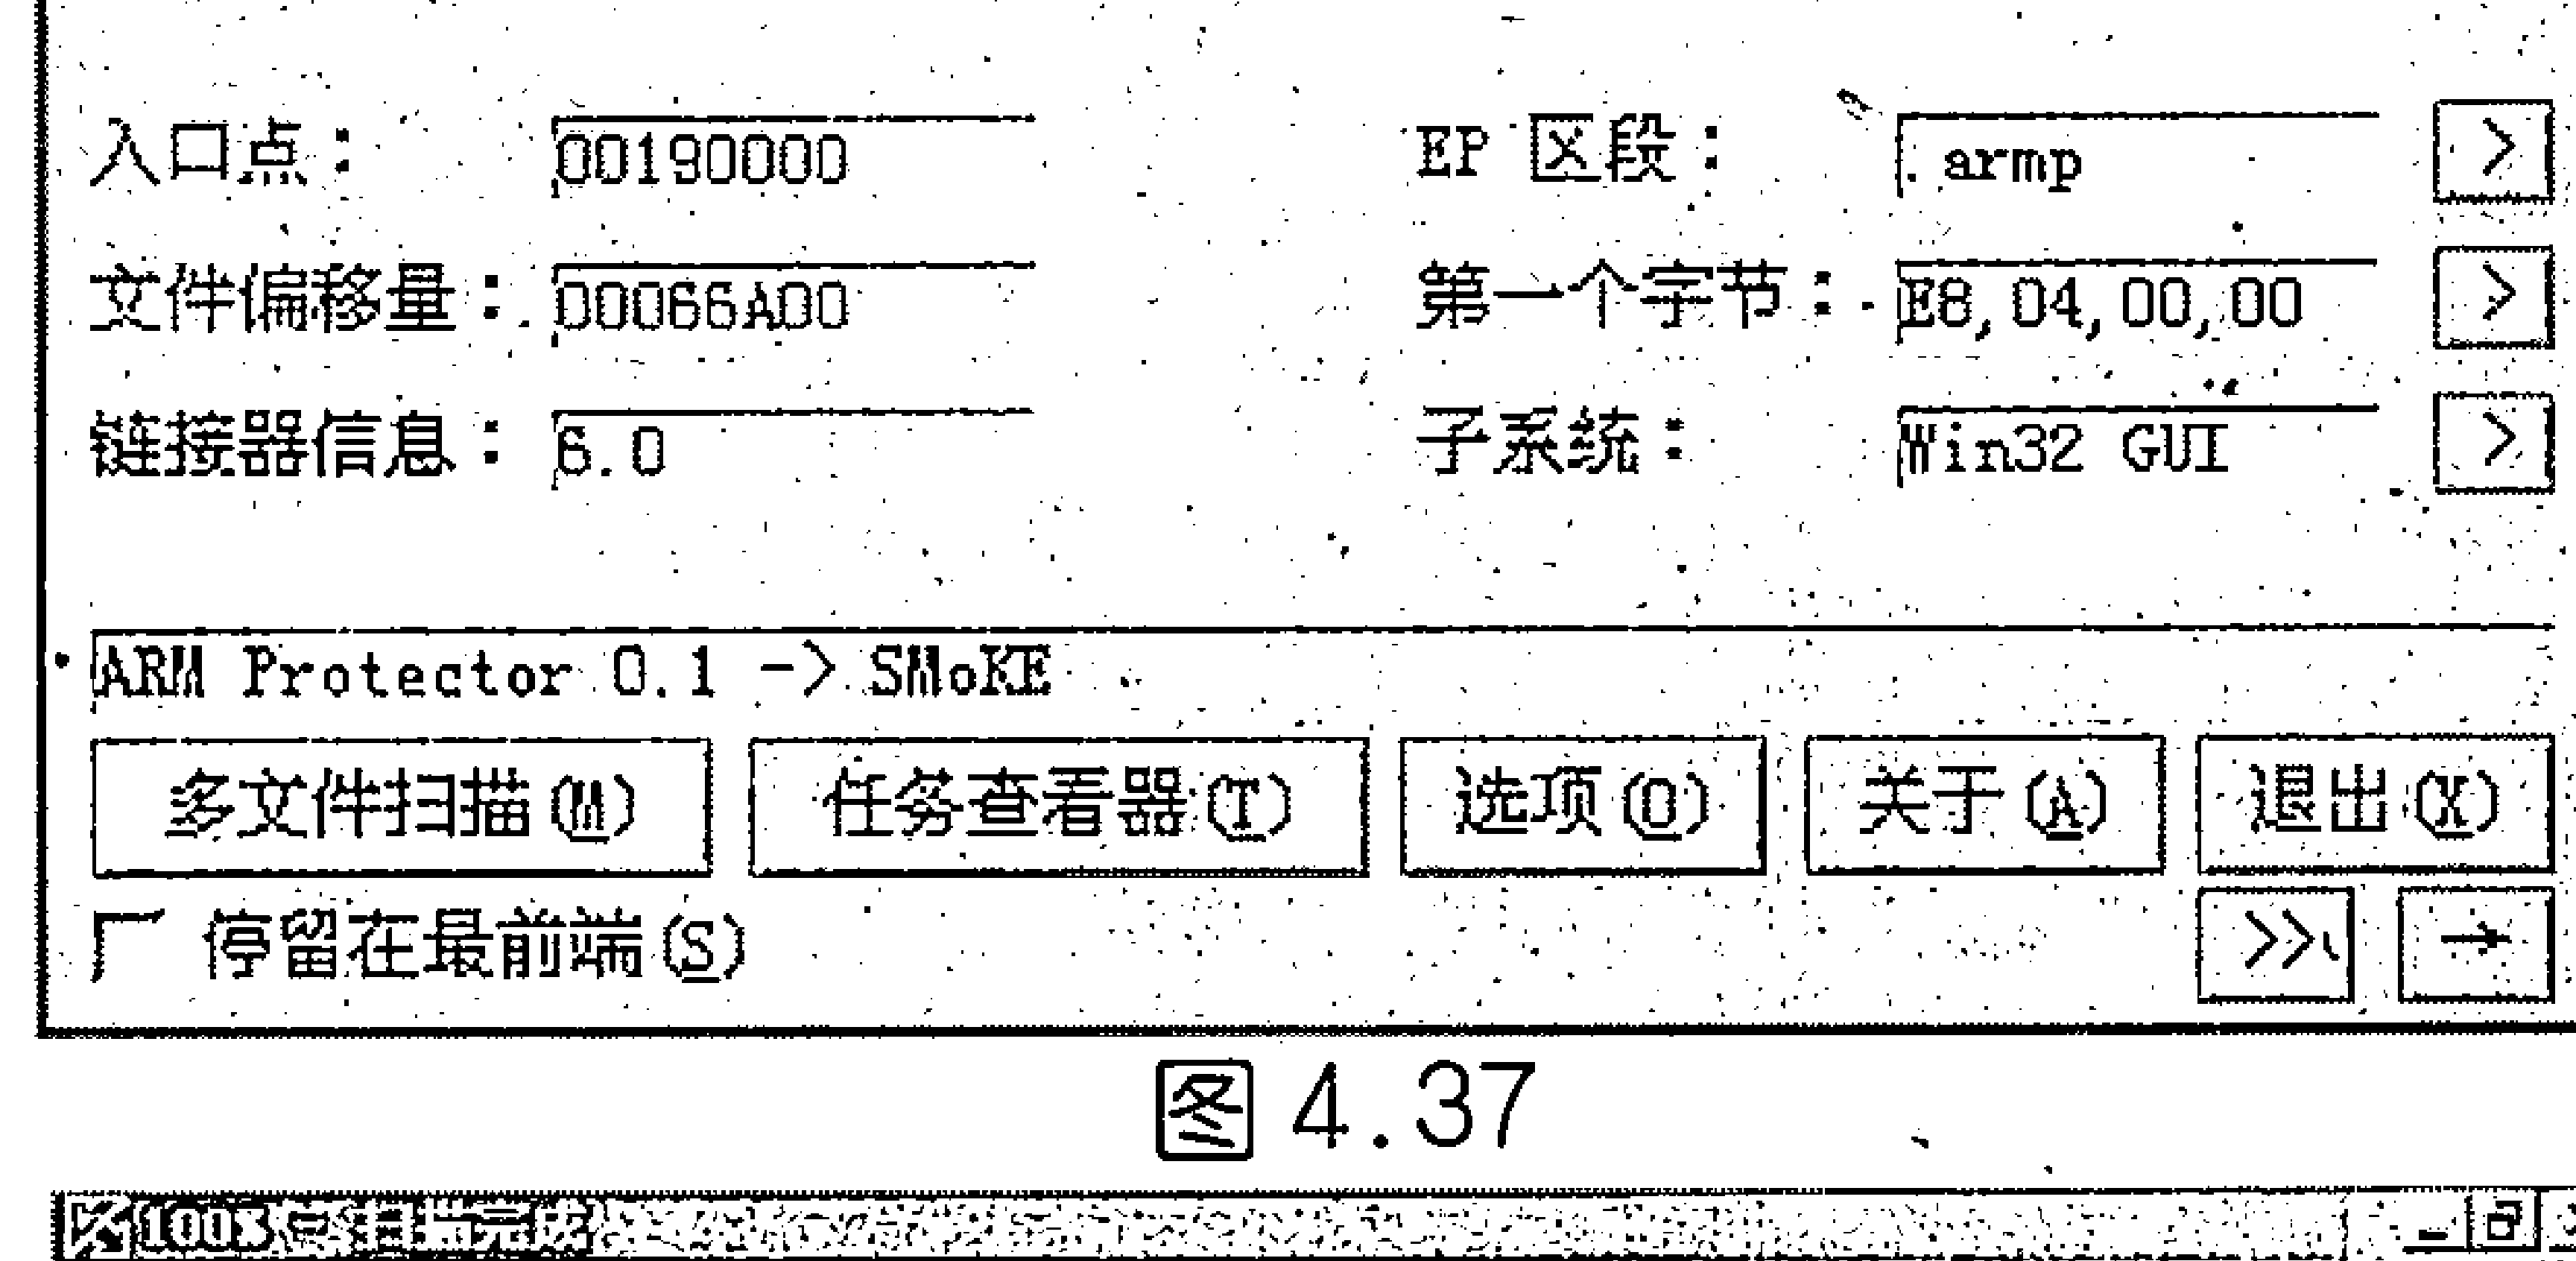 入口点： 00190000 EP 区段： .armp >
文件偏移量： 00066A00 第一个字节： E8,04,00,00 >
链接器信息： 6.0 子系统： Win32 GUI >
ARM Protector 0.1 -> SMoKE
多文件扫描(M) 任务查看器(T) 选项(O) 关于(A) 退出(X)
停留在最前端(S) >> →
图 4.37
100%